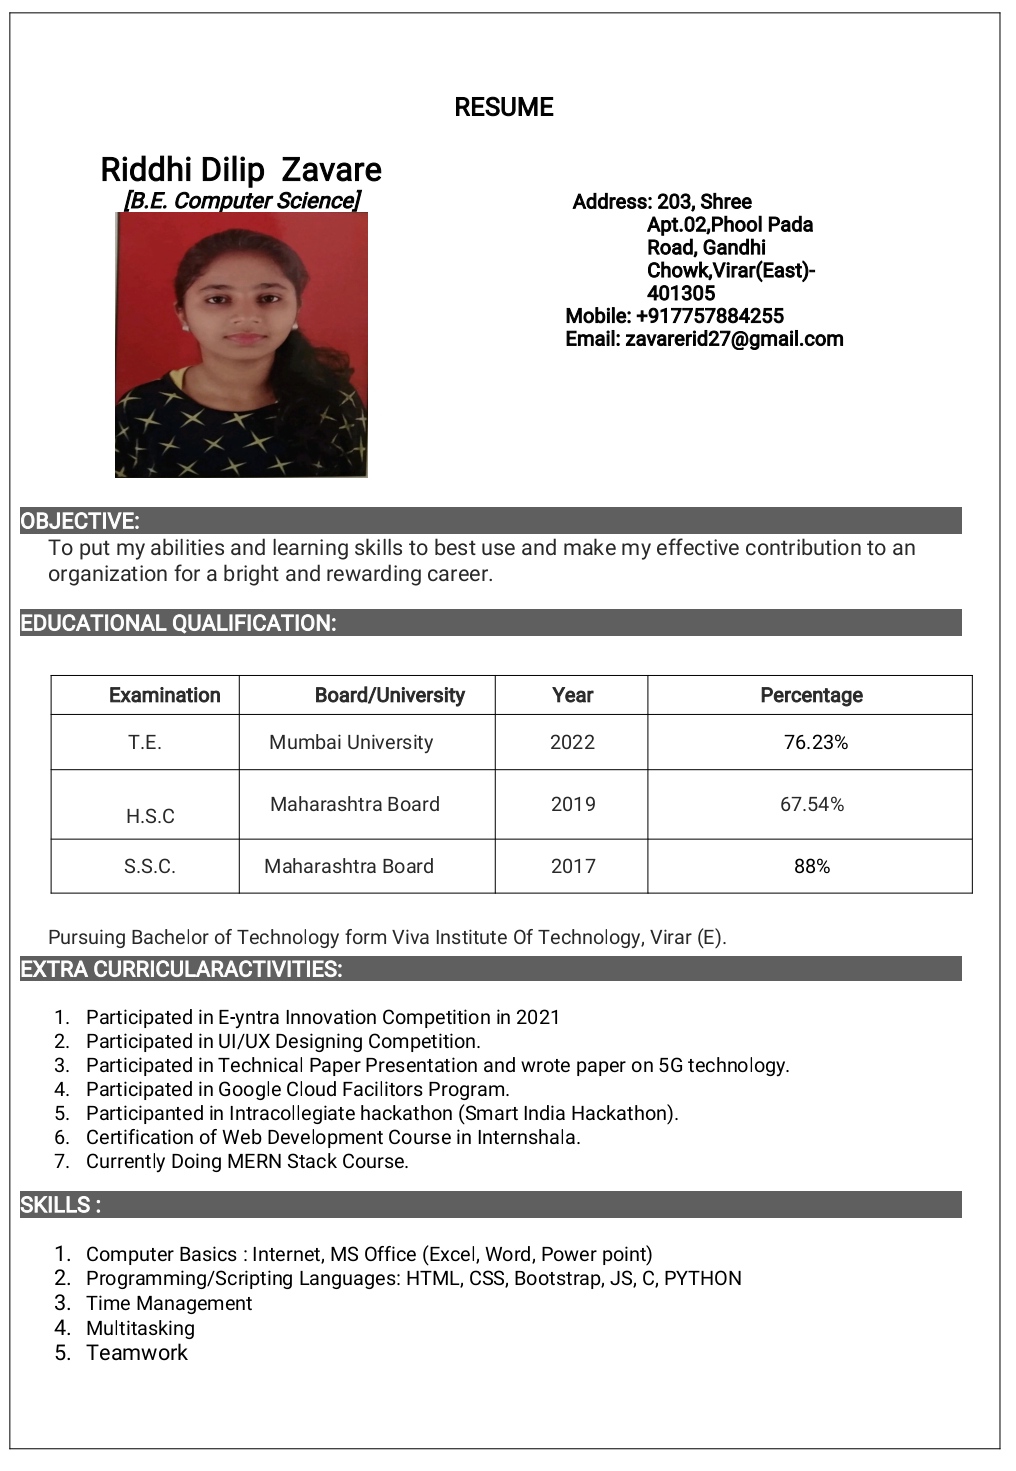 RESUME
Riddhi Dilip Zavare
[B.E. Computer Science]
Address: 203, Shree
Apt.02,Phool Pada
Road, Gandhi
Chowk,Virar(East)-
401305
Mobile: +917757884255
Email: zavarerid27@gmail.com
OBJECTIVE:
To put my abilities and learning skills to best use and make my effective contribution to an
organization for a bright and rewarding career.
EDUCATIONAL QUALIFICATION:
Examination Board/University Year Percentage
T.E. Mumbai University 2022 76.23%
H.S.C Maharashtra Board 2019 67.54%
S.S.C. Maharashtra Board 2017 88%
Pursuing Bachelor of Technology form Viva Institute Of Technology, Virar (E).
EXTRA CURRICULARACTIVITIES:
1. Participated in E-yntra Innovation Competition in 2021
2. Participated in UI/UX Designing Competition.
3. Participated in Technical Paper Presentation and wrote paper on 5G technology.
4. Participated in Google Cloud Facilitors Program.
5. Participanted in Intracollegiate hackathon (Smart India Hackathon).
6. Certification of Web Development Course in Internshala.
7. Currently Doing MERN Stack Course.
SKILLS :
1. Computer Basics : Internet, MS Office (Excel, Word, Power point)
2. Programming/Scripting Languages: HTML, CSS, Bootstrap, JS, C, PYTHON
3. Time Management
4. Multitasking
5. Teamwork